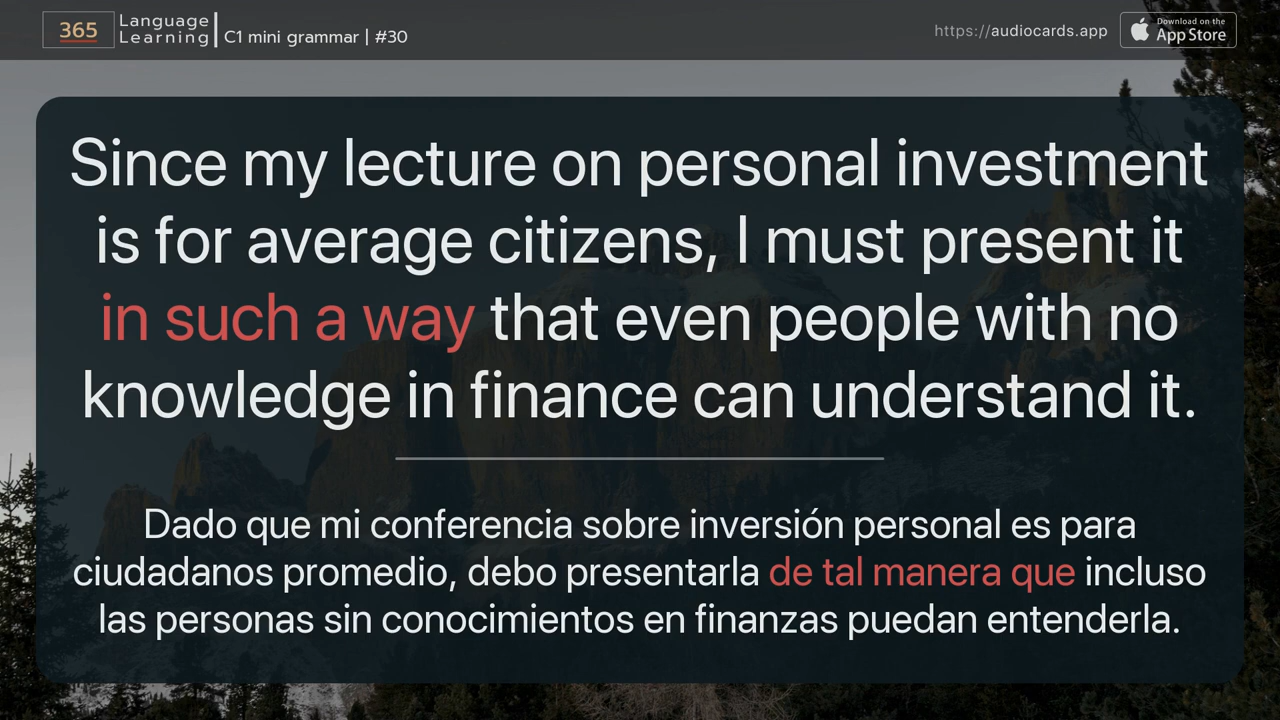 365
Language
Learning
C1 mini grammar | #30
https://audiocards.app
Download on the
App Store
Since my lecture on personal investment
is for average citizens, I must present it
in such a way that even people with no
knowledge in finance can understand it.
Dado que mi conferencia sobre inversión personal es para
ciudadanos promedio, debo presentarla de tal manera que incluso
las personas sin conocimientos en finanzas puedan entenderla.